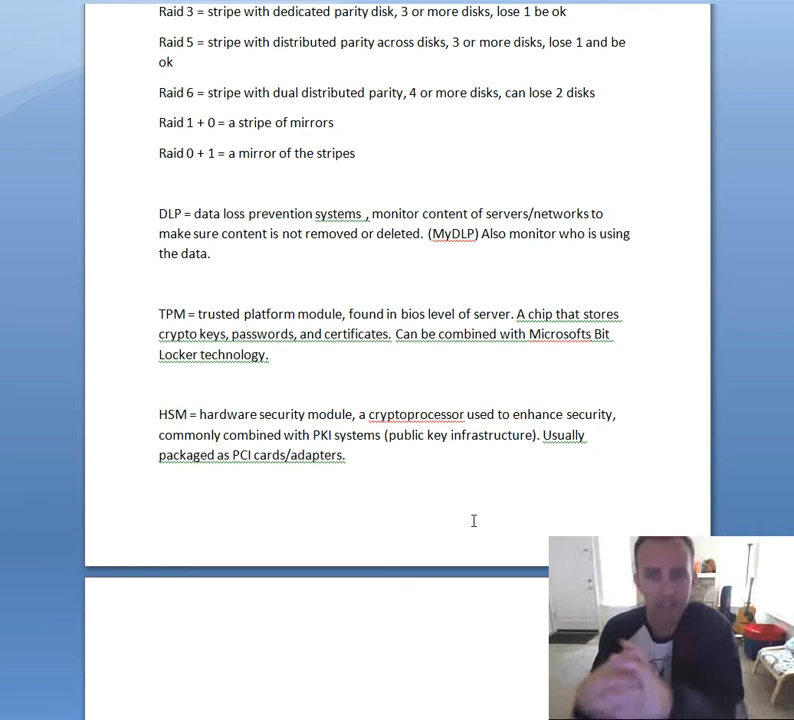 Raid 3 = stripe with dedicated parity disk, 3 or more disks, lose 1 be ok
Raid 5 = stripe with distributed parity across disks, 3 or more disks, lose 1 and be
ok
Raid 6 = stripe with dual distributed parity, 4 or more disks, can lose 2 disks
Raid 1 + 0 = a stripe of mirrors
Raid 0 + 1 = a mirror of the stripes
DLP = data loss prevention systems , monitor content of servers/networks to
make sure content is not removed or deleted. (MyDLP) Also monitor who is using
the data.
TPM = trusted platform module, found in bios level of server. A chip that stores
crypto keys, passwords, and certificates. Can be combined with Microsofts Bit
Locker technology.
HSM = hardware security module, a cryptoprocessor used to enhance security,
commonly combined with PKI systems (public key infrastructure). Usually
packaged as PCI cards/adapters.